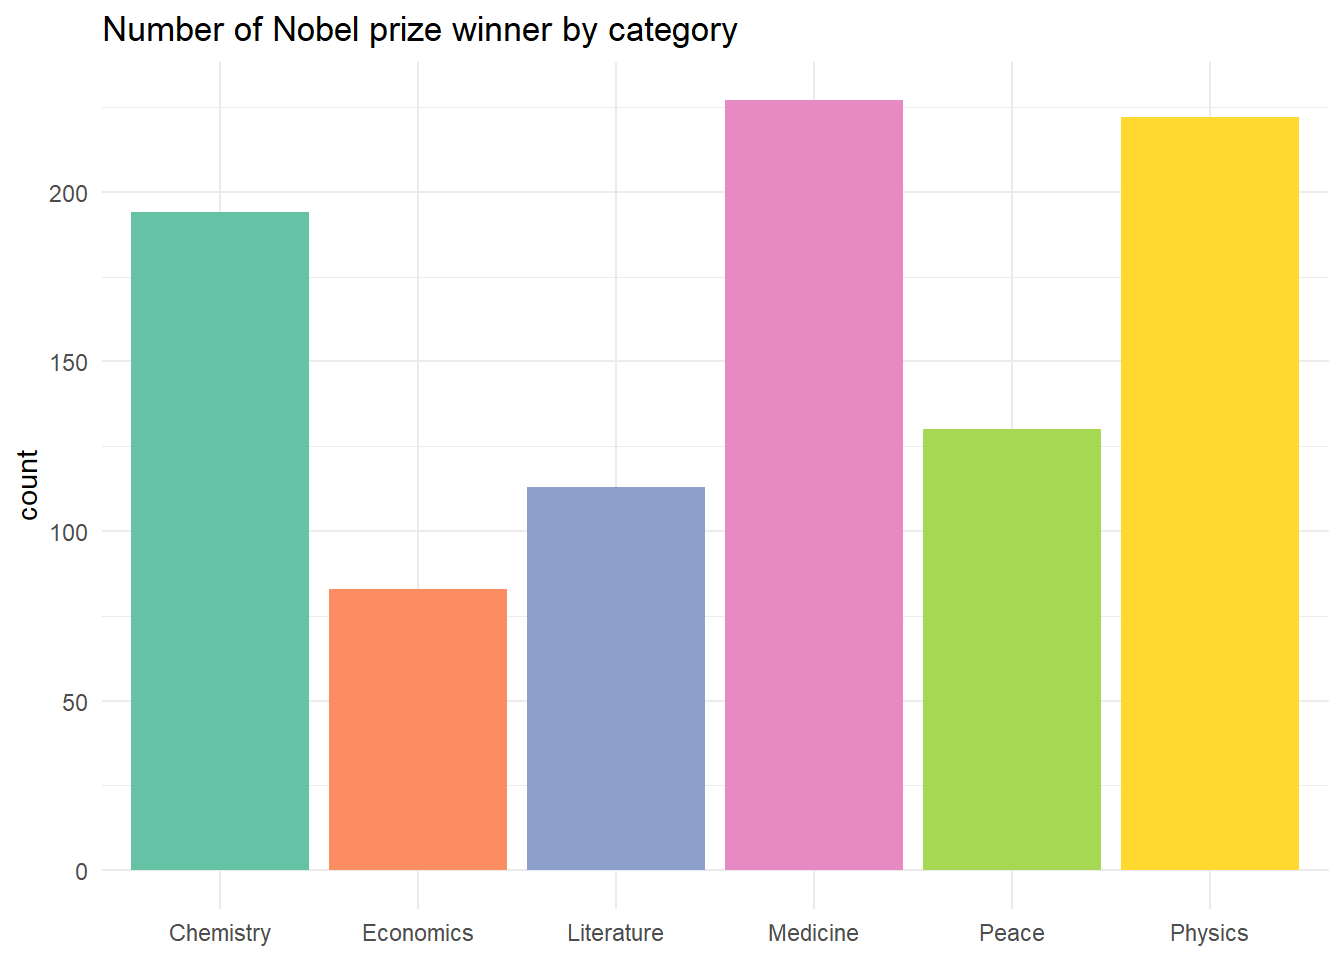 Number of Nobel prize winner by category
count
200
150
100
50
0
Chemistry
Economics
Literature
Medicine
Peace
Physics